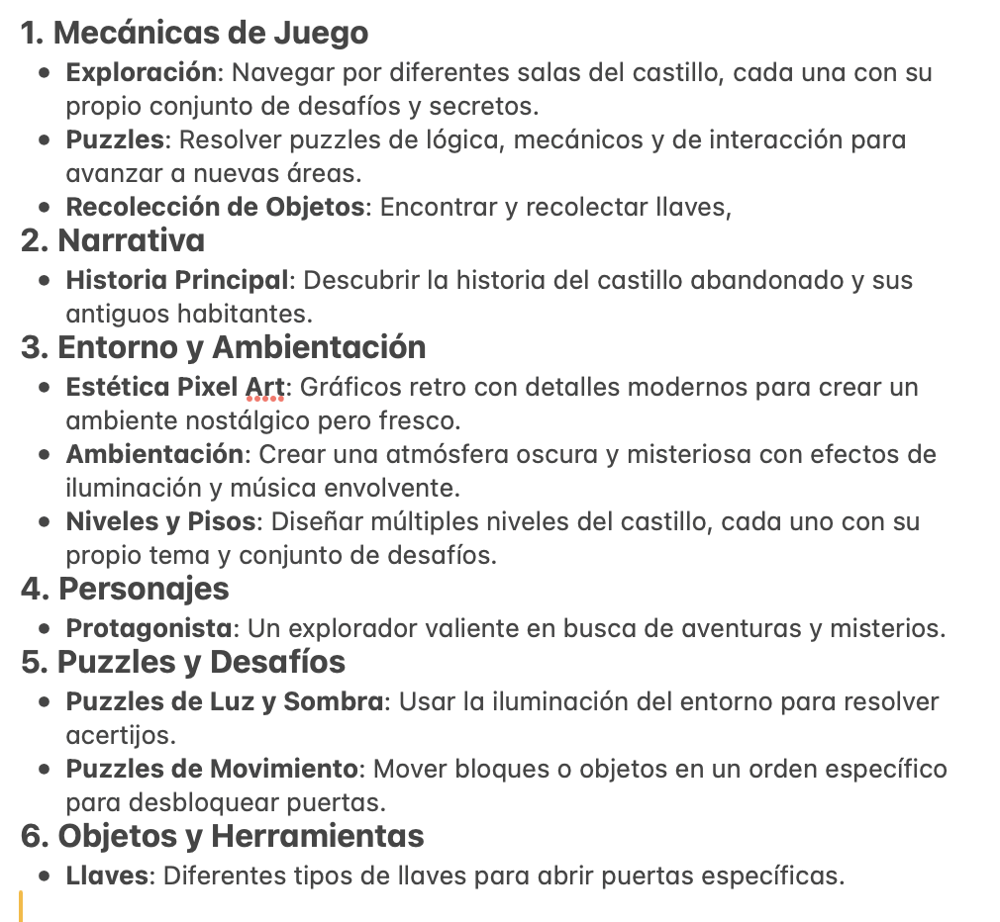 1. Mecánicas de Juego
• Exploración: Navegar por diferentes salas del castillo, cada una con su
propio conjunto de desafíos y secretos.
• Puzzles: Resolver puzzles de lógica, mecánicos y de interacción para
avanzar a nuevas áreas.
• Recolección de Objetos: Encontrar y recolectar llaves,
2. Narrativa
• Historia Principal: Descubrir la historia del castillo abandonado y sus
antiguos habitantes.
3. Entorno y Ambientación
• Estética Pixel Art: Gráficos retro con detalles modernos para crear un
ambiente nostálgico pero fresco.
• Ambientación: Crear una atmósfera oscura y misteriosa con efectos de
iluminación y música envolvente.
• Niveles y Pisos: Diseñar múltiples niveles del castillo, cada uno con su
propio tema y conjunto de desafíos.
4. Personajes
• Protagonista: Un explorador valiente en busca de aventuras y misterios.
5. Puzzles y Desafíos
• Puzzles de Luz y Sombra: Usar la iluminación del entorno para resolver
acertijos.
• Puzzles de Movimiento: Mover bloques o objetos en un orden específico
para desbloquear puertas.
6. Objetos y Herramientas
• Llaves: Diferentes tipos de llaves para abrir puertas específicas.